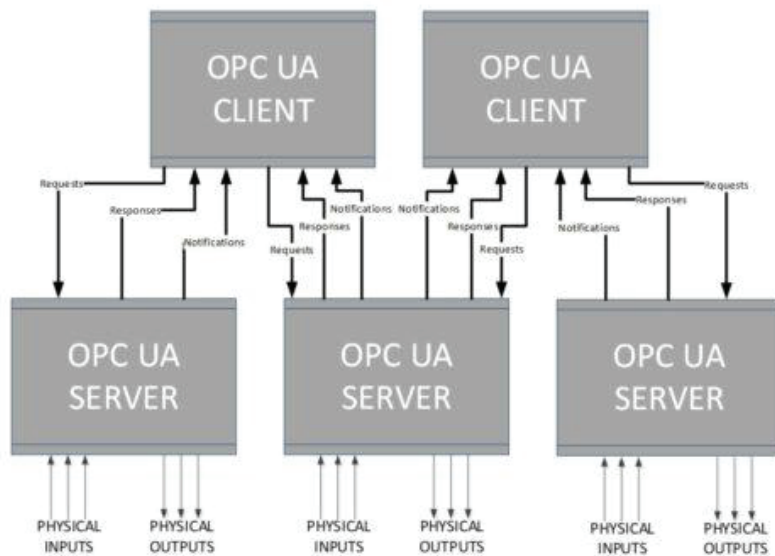 OPC UA
CLIENT
OPC UA
CLIENT
Requests
Responses
Notifications
Requests
Responses
Notifications
Notifications
Responses
Requests
Notifications
Responses
Requests
OPC UA
SERVER
OPC UA
SERVER
OPC UA
SERVER
PHYSICAL
INPUTS
PHYSICAL
OUTPUTS
PHYSICAL
INPUTS
PHYSICAL
OUTPUTS
PHYSICAL
INPUTS
PHYSICAL
OUTPUTS